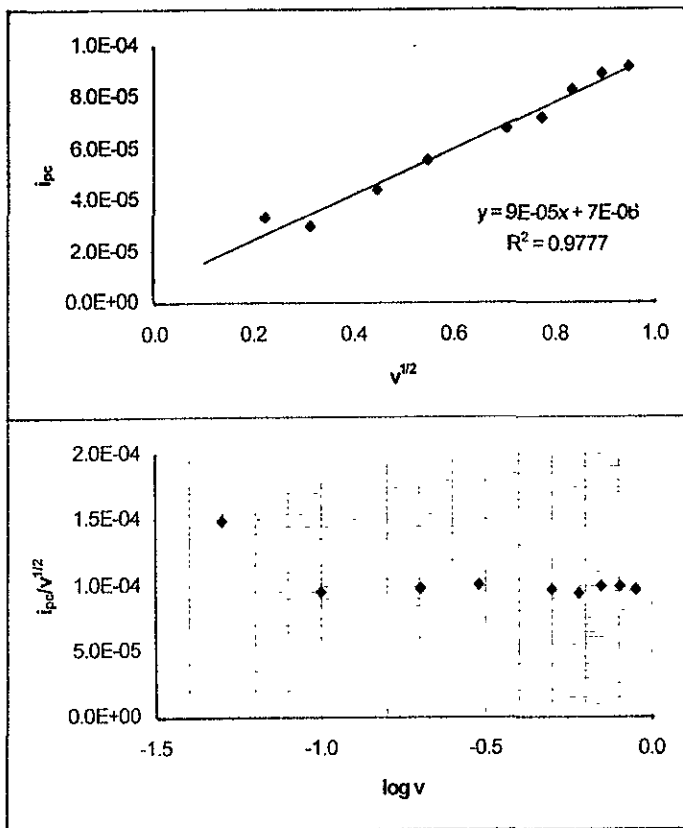 1.0E-04
8.0E-05
6.0E-05
4.0E-05
2.0E-05
0.0E+00
i_pc
y = 9E-05x + 7E-06
R² = 0.9777
0.0 0.2 0.4 0.6 0.8 1.0
v^1/2
2.0E-04
1.5E-04
1.0E-04
5.0E-05
0.0E+00
i_pc/v^1/2
-1.5 -1.0 -0.5 0.0
log v